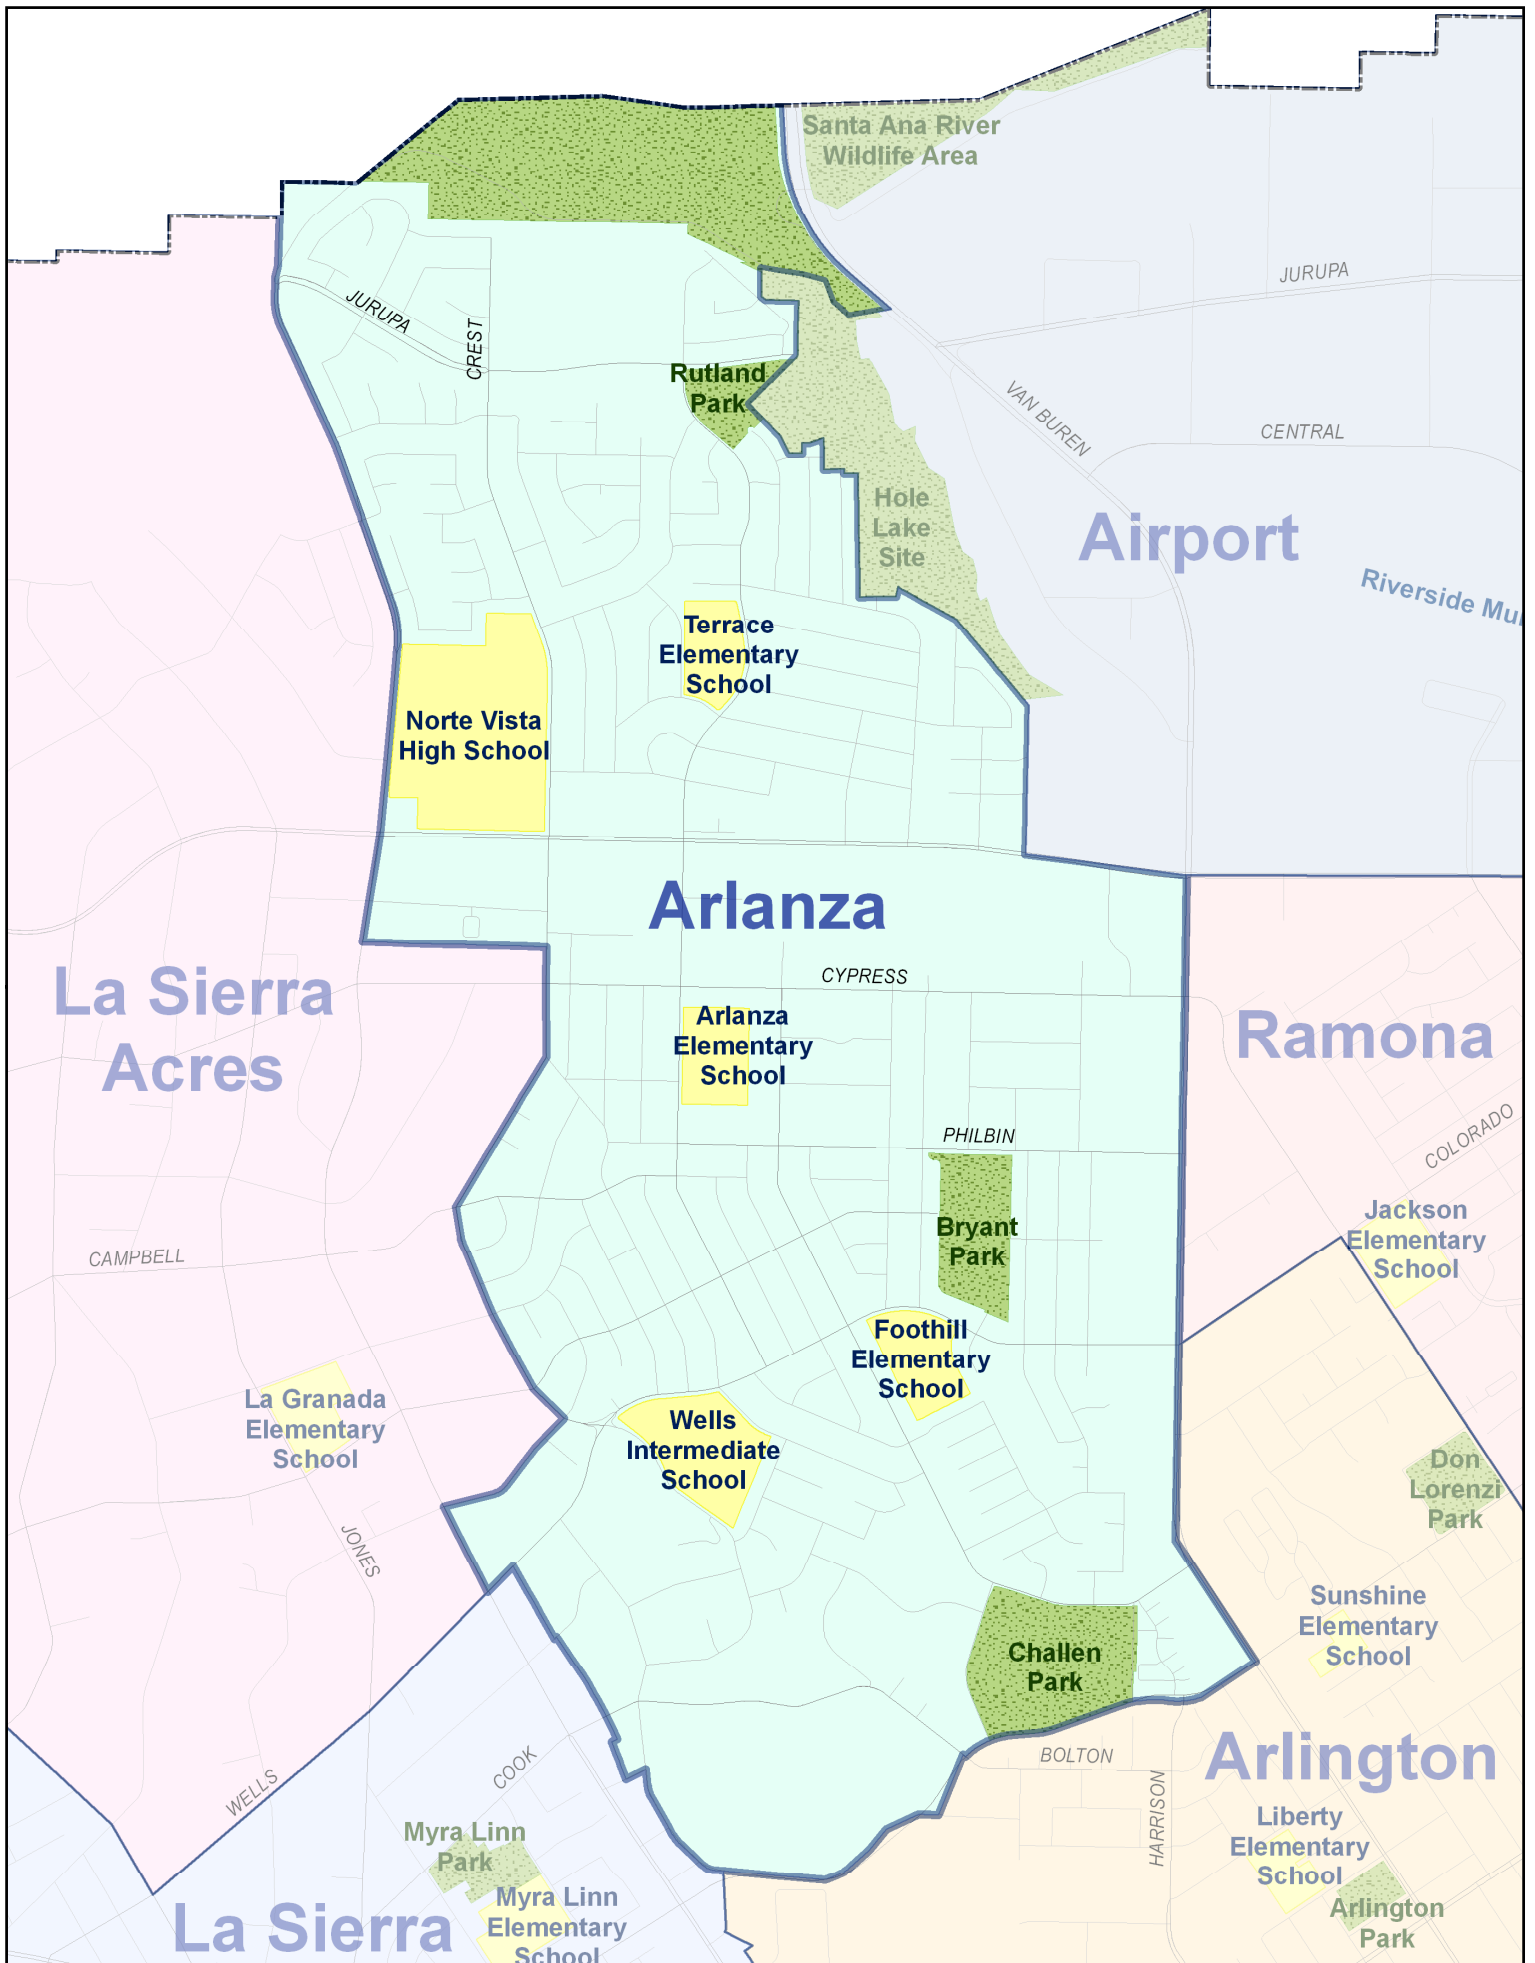 Santa Ana River
Wildlife Area
JURUPA
JURUPA
CREST
Rutland
Park
VAN BUREN
CENTRAL
Hole
Lake
Site
Airport
Riverside Mu
Terrace
Elementary
School
Norte Vista
High School
Arlanza
La Sierra
Acres
CYPRESS
Arlanza
Elementary
School
Ramona
PHILBIN
COLORADO
Bryant
Park
Jackson
Elementary
School
CAMPBELL
Foothill
Elementary
School
La Granada
Elementary
School
Wells
Intermediate
School
Don
Lorenzi
Park
JONES
Sunshine
Elementary
School
Challen
Park
Arlington
BOLTON
COOK
WELLS
HARRISON
Liberty
Elementary
School
Myra Linn
Park
Myra Linn
Elementary
School
Arlington
Park
La Sierra